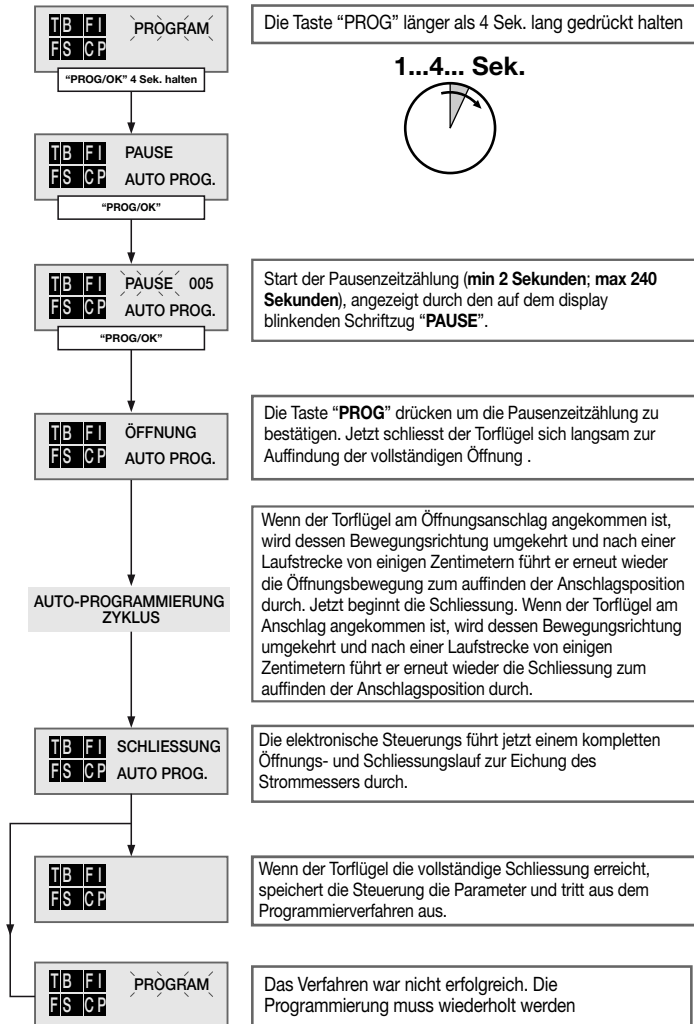 TB FI PROGRAM
FS CP
"PROG/OK" 4 Sek. halten
Die Taste “PROG” länger als 4 Sek. lang gedrückt halten
1...4... Sek.
TB FI PAUSE
FS CP AUTO PROG.
“PROG/OK”
TB FI PAUSE 005
FS CP AUTO PROG.
“PROG/OK”
Start der Pausenzeitzählung (min 2 Sekunden; max 240
Sekunden), angezeigt durch den auf dem display
blinkenden Schriftzug “PAUSE”.
TB FI ÖFFNUNG
FS CP AUTO PROG.
Die Taste “PROG” drücken um die Pausenzeitzählung zu
bestätigen. Jetzt schliesst der Torflügel sich langsam zur
Auffindung der vollständigen Öffnung .
AUTO-PROGRAMMIERUNG
ZYKLUS
Wenn der Torflügel am Öffnungsanschlag angekommen ist,
wird dessen Bewegungsrichtung umgekehrt und nach einer
Laufstrecke von einigen Zentimetern führt er erneut wieder
die Öffnungsbewegung zum auffinden der Anschlagsposition
durch. Jetzt beginnt die Schliessung. Wenn der Torflügel am
Anschlag angekommen ist, wird dessen Bewegungsrichtung
umgekehrt und nach einer Laufstrecke von einigen
Zentimetern führt er erneut wieder die Schliessung zum
auffinden der Anschlagsposition durch.
TB FI SCHLIESSUNG
FS CP AUTO PROG.
Die elektronische Steuerungs führt jetzt einem kompletten
Öffnungs- und Schliessungslauf zur Eichung des
Strommessers durch.
TB FI
FS CP
Wenn der Torflügel die vollständige Schliessung erreicht,
speichert die Steuerung die Parameter und tritt aus dem
Programmierverfahren aus.
TB FI PROGRAM
FS CP
Das Verfahren war nicht erfolgreich. Die
Programmierung muss wiederholt werden